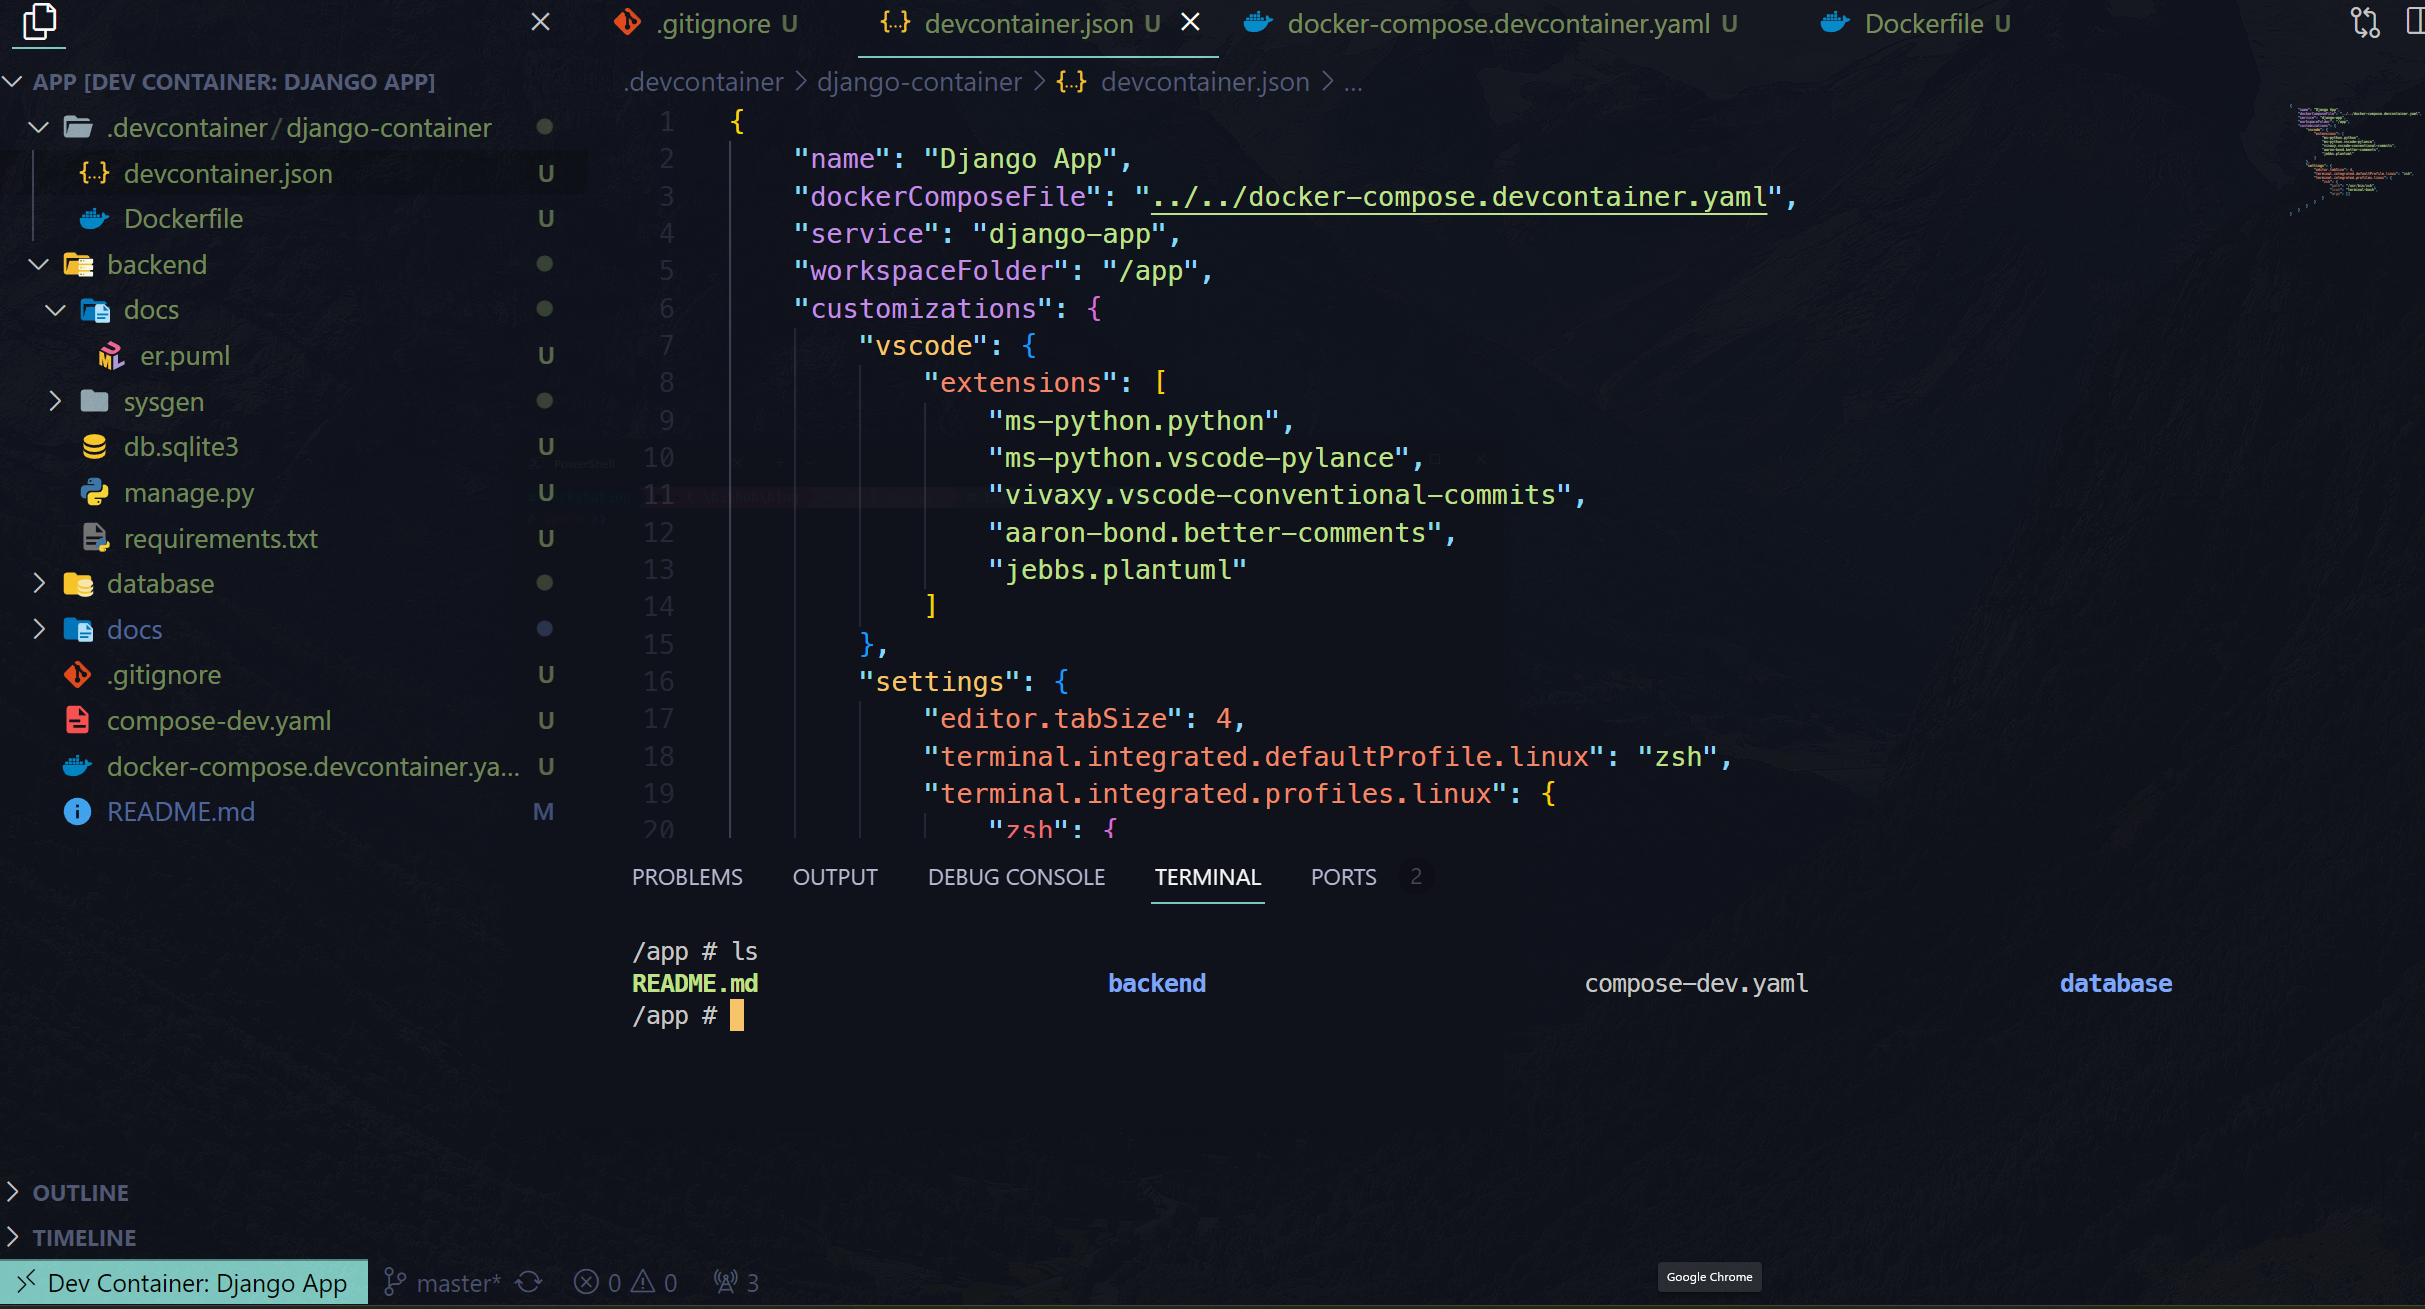 .gitignore U
devcontainer.json U
docker-compose.devcontainer.yaml U
Dockerfile U
APP [DEV CONTAINER: DJANGO APP]
.devcontainer / django-container
devcontainer.json U
Dockerfile U
backend
docs
er.puml U
sysgen
db.sqlite3 U
manage.py U
requirements.txt U
database
docs
.gitignore U
compose-dev.yaml U
docker-compose.devcontainer.ya... U
README.md M
OUTLINE
TIMELINE
.devcontainer > django-container > {..} devcontainer.json > ...
1 {
2 "name": "Django App",
3 "dockerComposeFile": "../../docker-compose.devcontainer.yaml",
4 "service": "django-app",
5 "workspaceFolder": "/app",
6 "customizations": {
7 "vscode": {
8 "extensions": [
9 "ms-python.python",
10 "ms-python.vscode-pylance",
11 "vivaxy.vscode-conventional-commits",
12 "aaron-bond.better-comments",
13 "jebbs.plantuml"
14 ]
15 },
16 "settings": {
17 "editor.tabSize": 4,
18 "terminal.integrated.defaultProfile.linux": "zsh",
19 "terminal.integrated.profiles.linux": {
20 "zsh": {
PROBLEMS OUTPUT DEBUG CONSOLE TERMINAL PORTS 2
/app # ls
README.md backend compose-dev.yaml database
/app #
Dev Container: Django App master* 0 0 3
Google Chrome